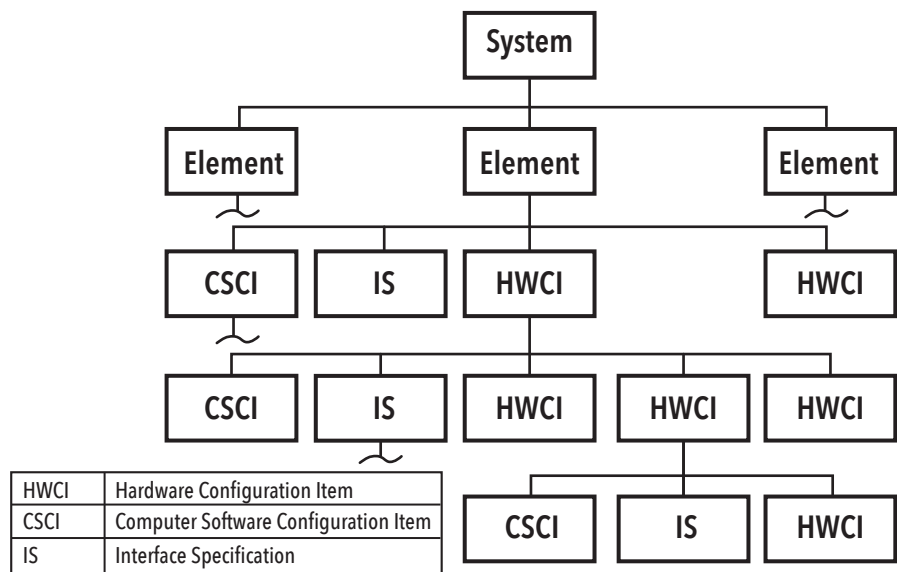 System
Element Element Element
CSCI IS HWCI HWCI
CSCI IS HWCI HWCI HWCI
CSCI IS HWCI
HWCI Hardware Configuration Item
CSCI Computer Software Configuration Item
IS Interface Specification